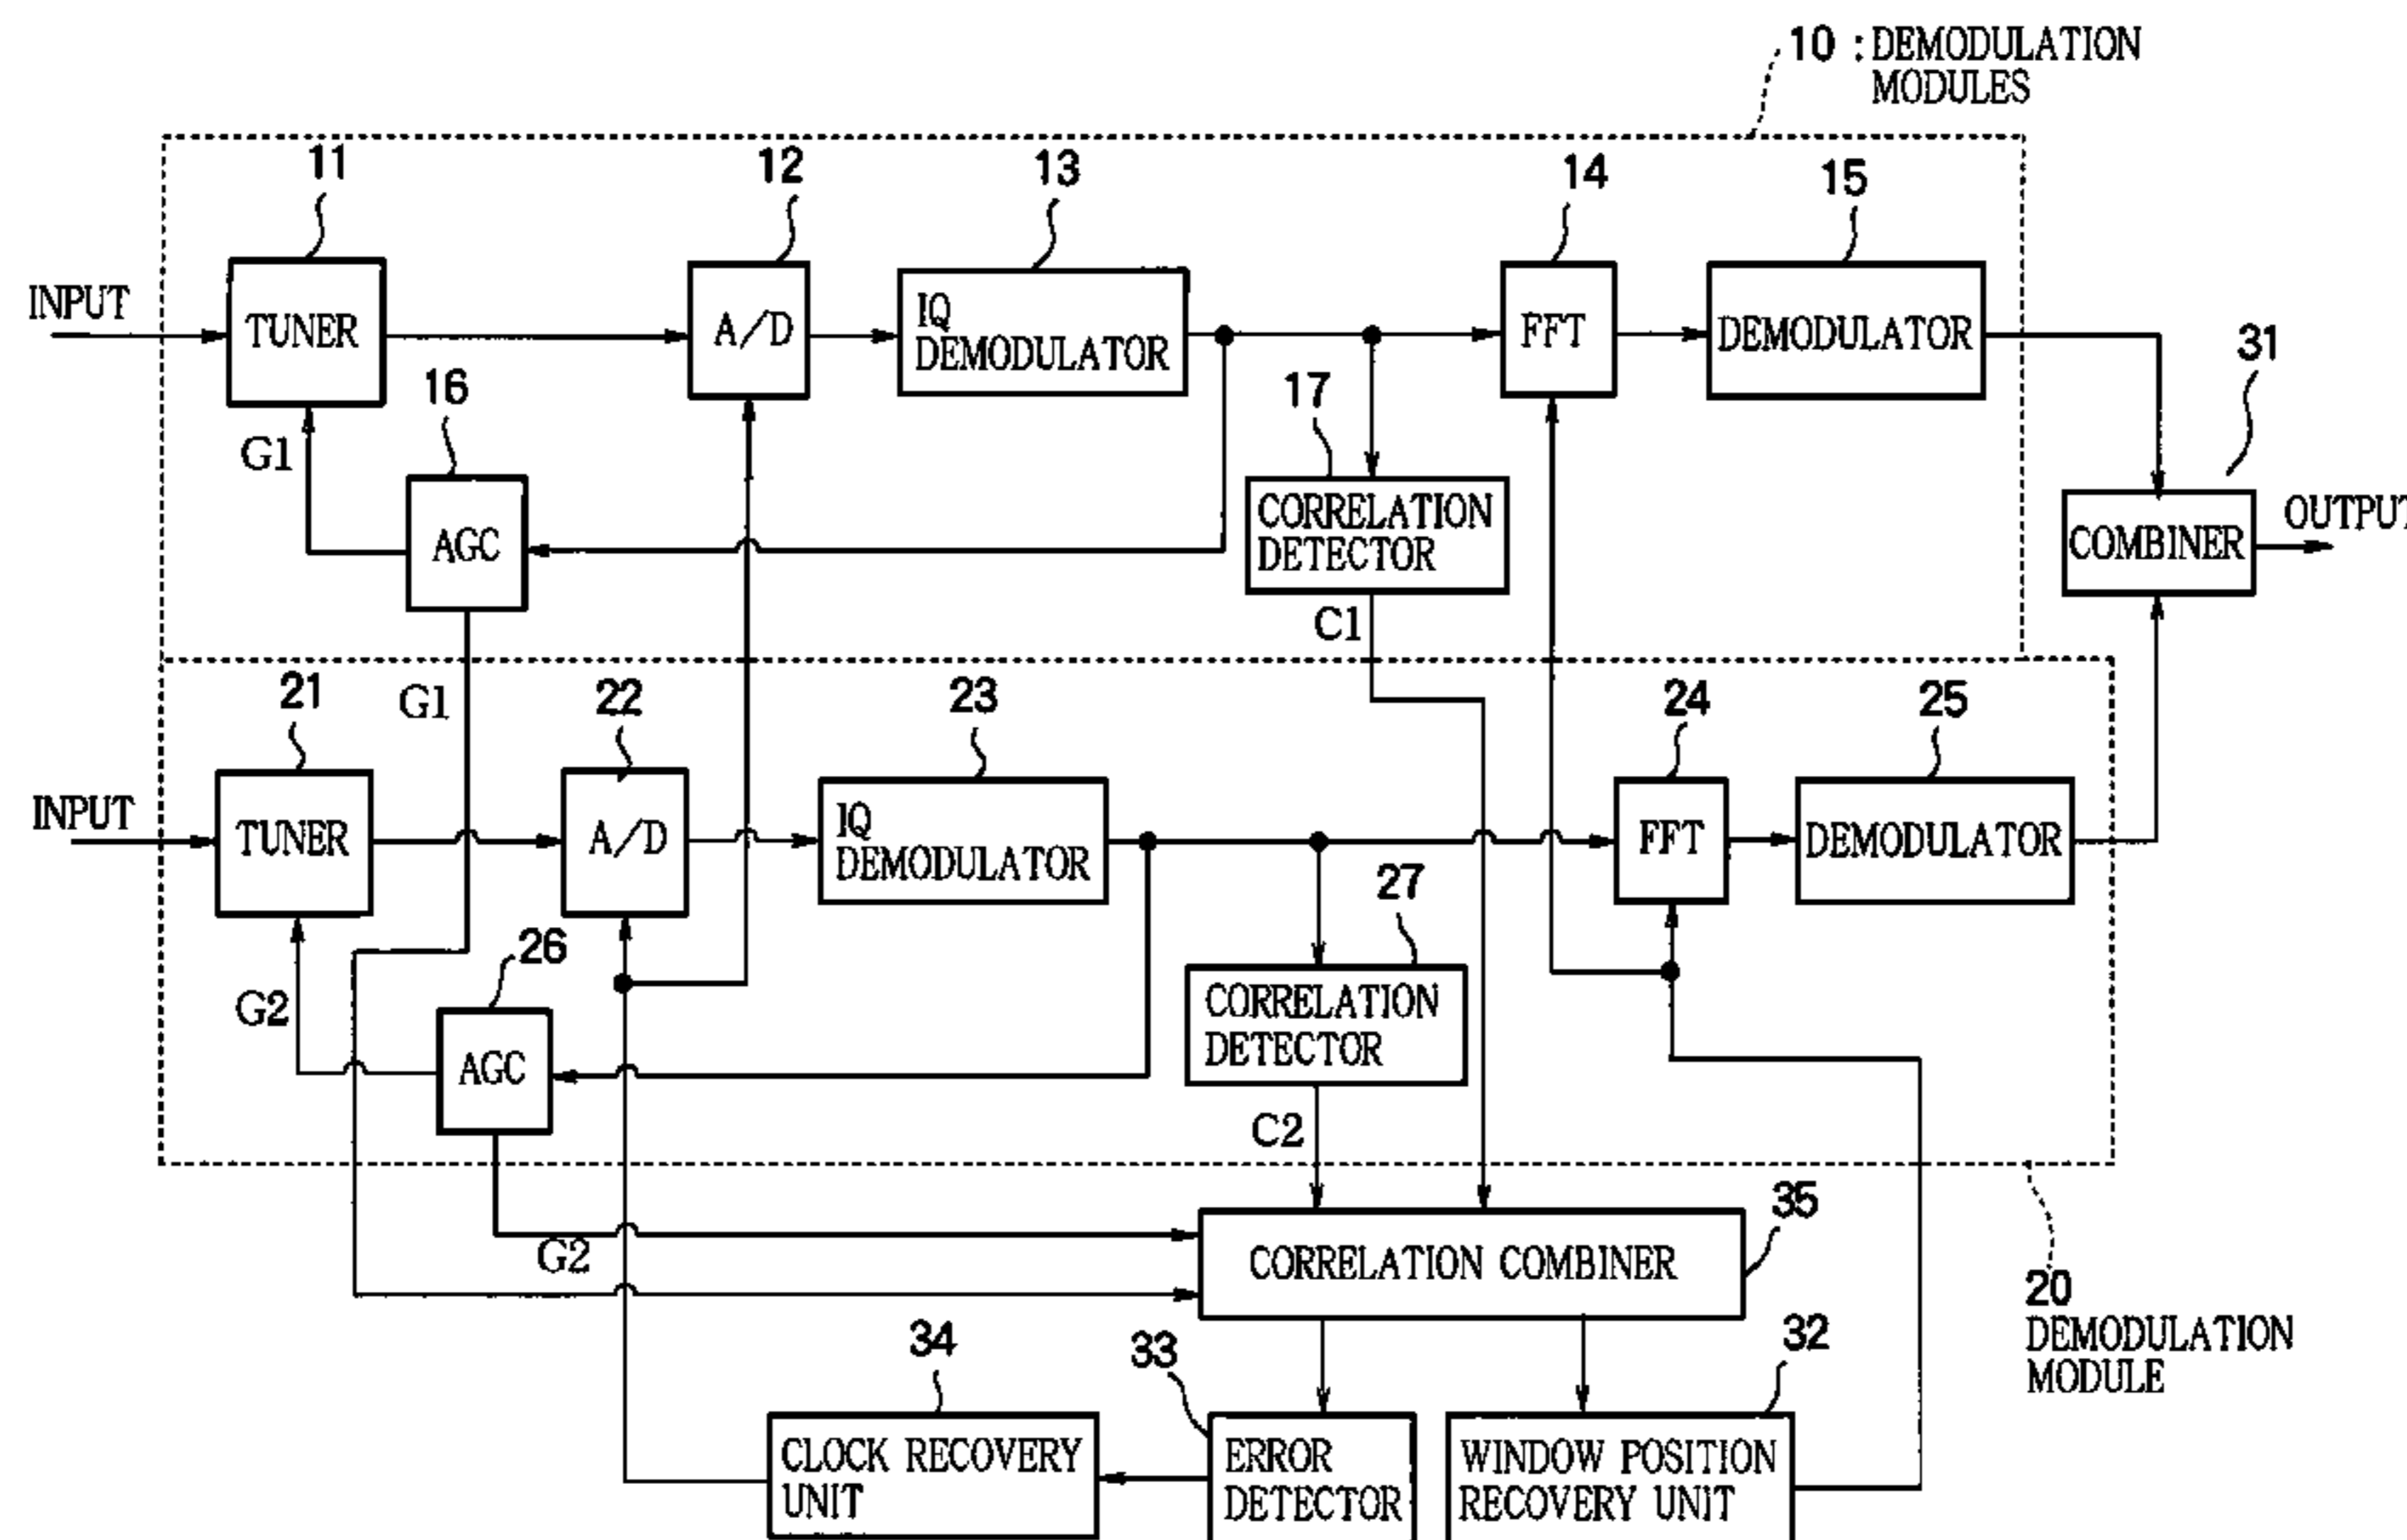 10 : DEMODULATION
MODULES
11
12
13
14
15
INPUT
TUNER
A/D
IQ
DEMODULATOR
FFT
DEMODULATOR
31
G1
16
17
AGC
CORRELATION
DETECTOR
COMBINER
OUTPUT
C1
G1
21
22
23
24
25
INPUT
TUNER
A/D
IQ
DEMODULATOR
FFT
DEMODULATOR
27
26
G2
AGC
CORRELATION
DETECTOR
C2
G2
CORRELATION COMBINER
35
20
DEMODULATION
MODULE
34
33
32
CLOCK RECOVERY
UNIT
ERROR
DETECTOR
WINDOW POSITION
RECOVERY UNIT